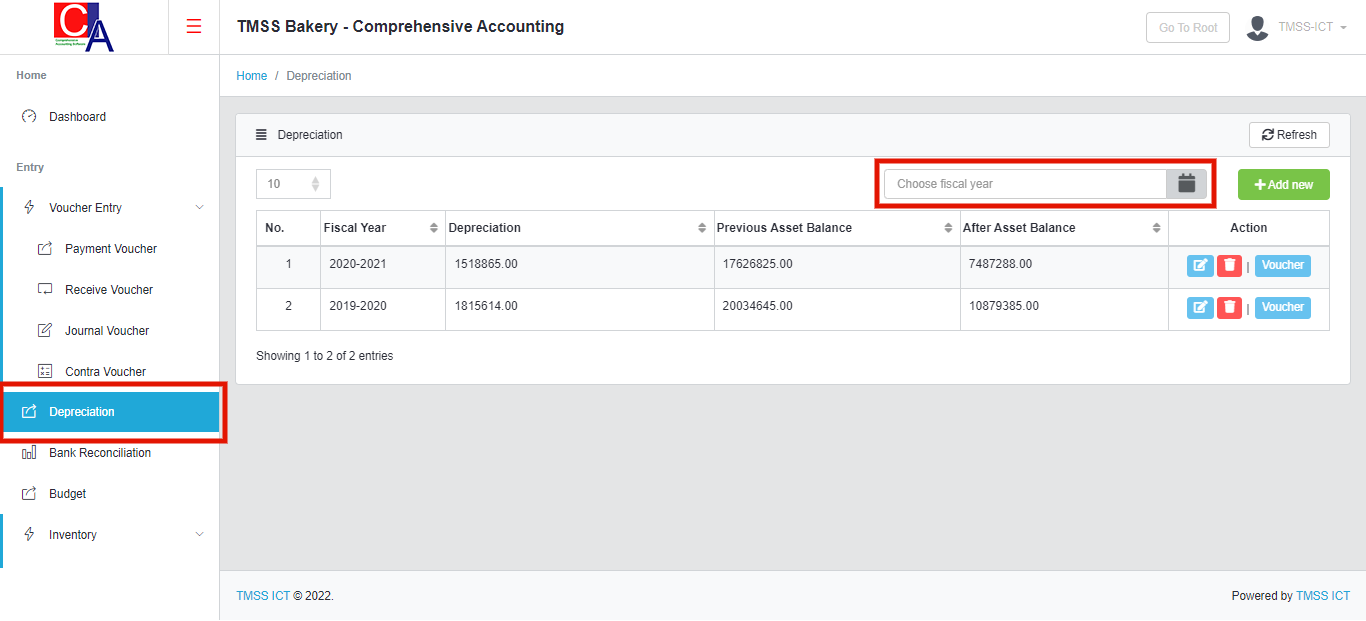 CIA
Comprehensive
Accounting Software
TMSS Bakery - Comprehensive Accounting
Go To Root
TMSS-ICT
Home
Dashboard
Entry
Voucher Entry
Payment Voucher
Receive Voucher
Journal Voucher
Contra Voucher
Depreciation
Bank Reconciliation
Budget
Inventory
Home / Depreciation
Depreciation
Refresh
10
Choose fiscal year
Add new
No. Fiscal Year Depreciation Previous Asset Balance After Asset Balance Action
1 2020-2021 1518865.00 17626825.00 7487288.00 | Voucher
2 2019-2020 1815614.00 20034645.00 10879385.00 | Voucher
Showing 1 to 2 of 2 entries
TMSS ICT © 2022.
Powered by TMSS ICT